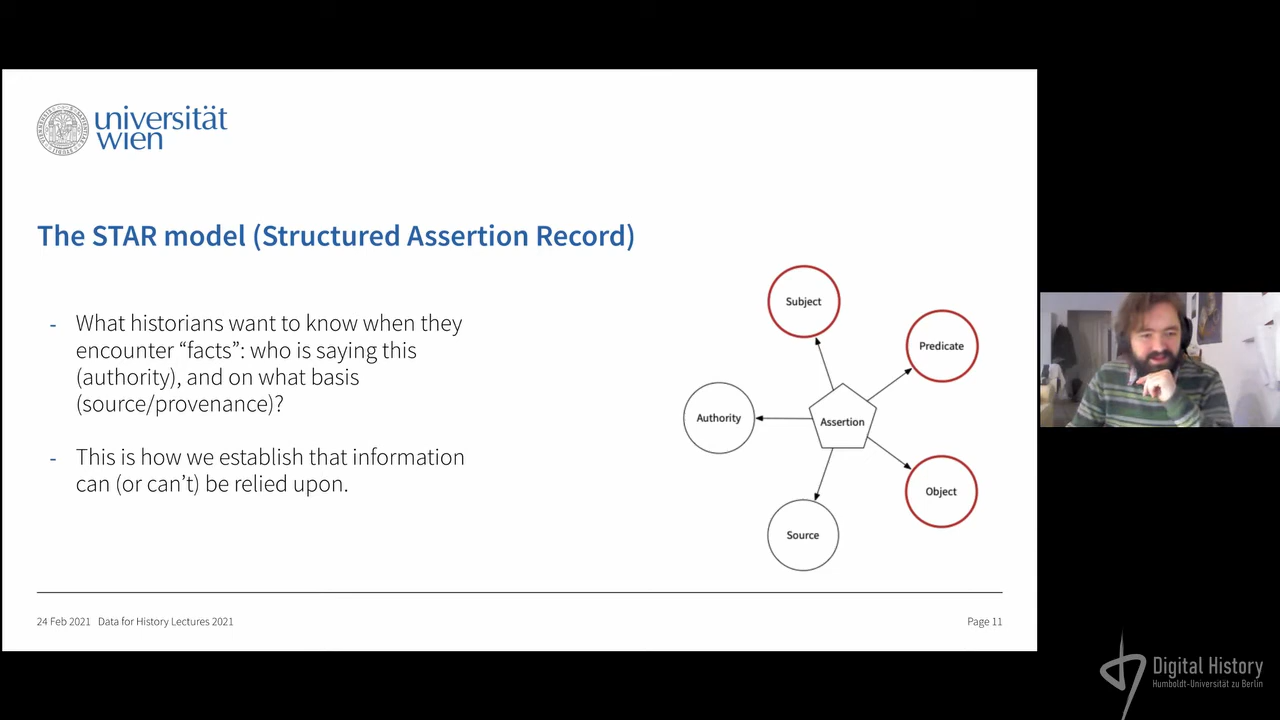 universität
wien
The STAR model (Structured Assertion Record)
- What historians want to know when they
encounter “facts”: who is saying this
(authority), and on what basis
(source/provenance)?
- This is how we establish that information
can (or can’t) be relied upon.
Subject
Predicate
Authority
Assertion
Object
Source
24 Feb 2021 Data for History Lectures 2021
Page 11
Digital History
Humboldt-Universität zu Berlin